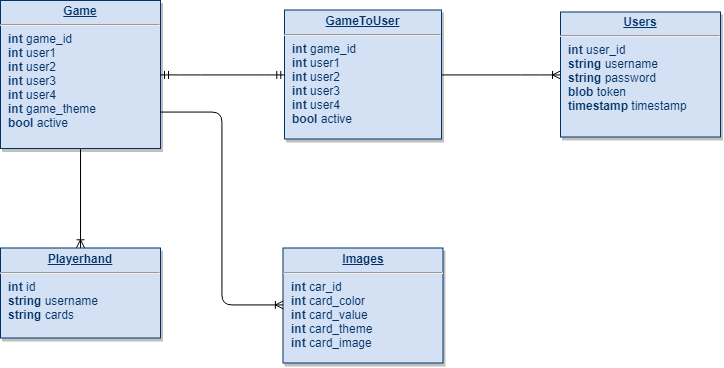 Game
int game_id
int user1
int user2
int user3
int user4
int game_theme
bool active
GameToUser
int game_id
int user1
int user2
int user3
int user4
bool active
Users
int user_id
string username
string password
blob token
timestamp timestamp
Playerhand
int id
string username
string cards
Images
int car_id
int card_color
int card_value
int card_theme
int card_image